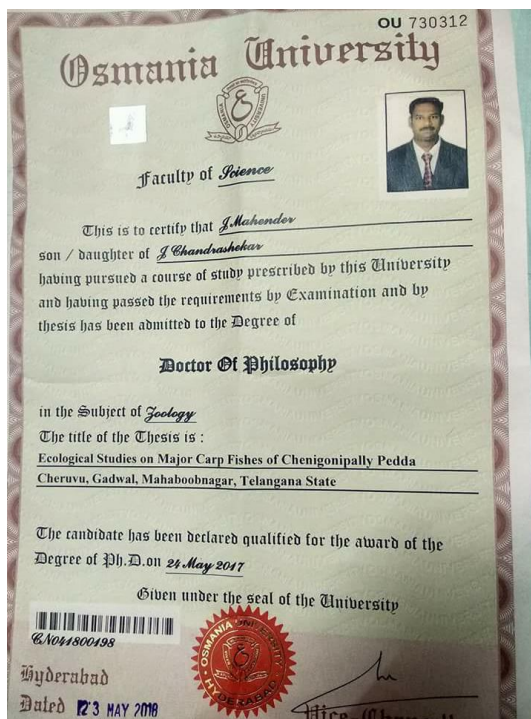 OU 730312
Osmania University
Faculty of Science
This is to certify that J Mahender
son / daughter of J Chandrashekar
having pursued a course of study prescribed by this University
and having passed the requirements by Examination and by
thesis has been admitted to the Degree of
Doctor Of Philosophy
in the Subject of Zoology
The title of the Thesis is :
Ecological Studies on Major Carp Fishes of Chenigonipally Pedda
Cheruvu, Gadwal, Mahaboobnagar, Telangana State
The candidate has been declared qualified for the award of the
Degree of Ph.D.on 24 May 2017
Given under the seal of the University
CN041800198
OSMANIA UNIVERSITY
HYDERABAD
Hyderabad
Dated 23 MAY 2018
Vice